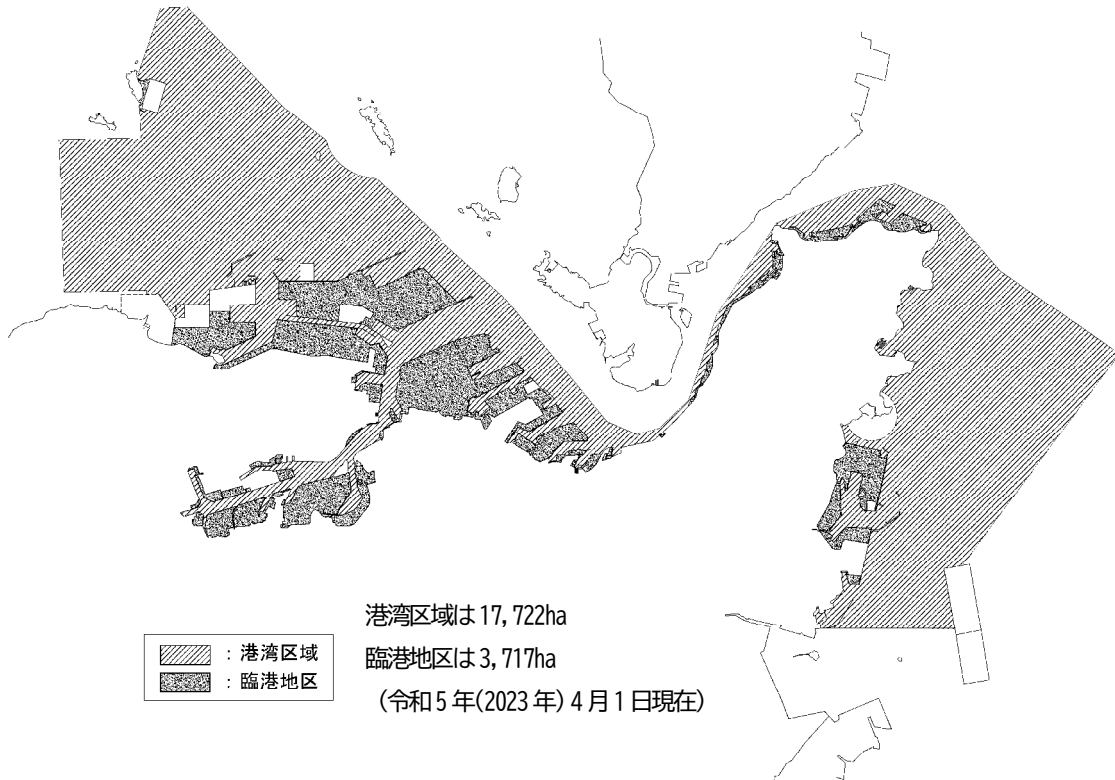 港湾区域は17,722ha
臨港地区は3,717ha
(令和5年(2023年)4月1日現在)
：港湾区域
：臨港地区